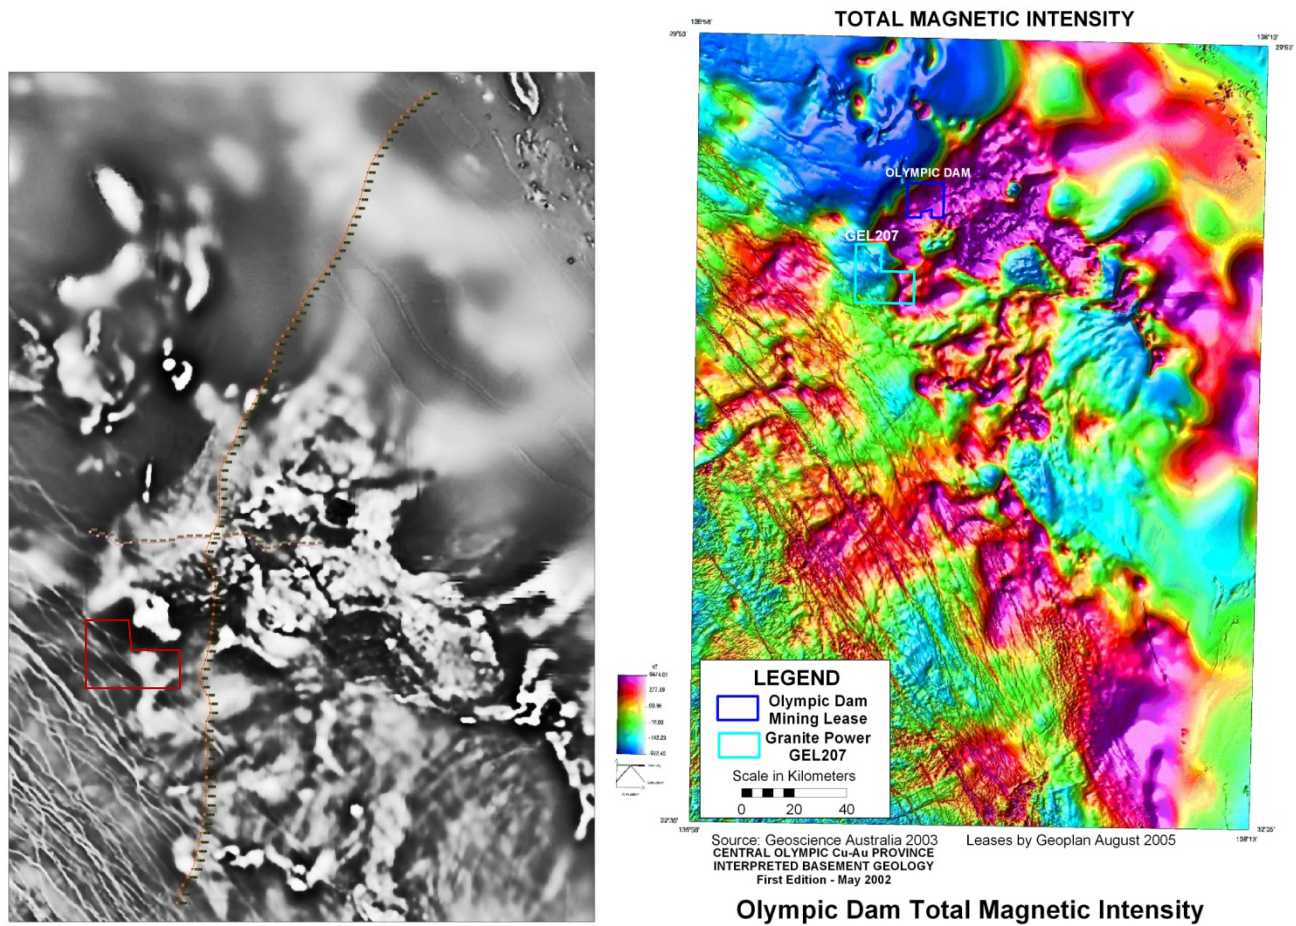 TOTAL MAGNETIC INTENSITY
OLYMPIC DAM
GEL207
LEGEND
Olympic Dam
Mining Lease
Granite Power
GEL207
Scale in Kilometers
0 20 40
Source: Geoscience Australia 2003 Leases by Geoplan August 2005
CENTRAL OLYMPIC Cu-Au PROVINCE
INTERPRETED BASEMENT GEOLOGY
First Edition - May 2002
Olympic Dam Total Magnetic Intensity